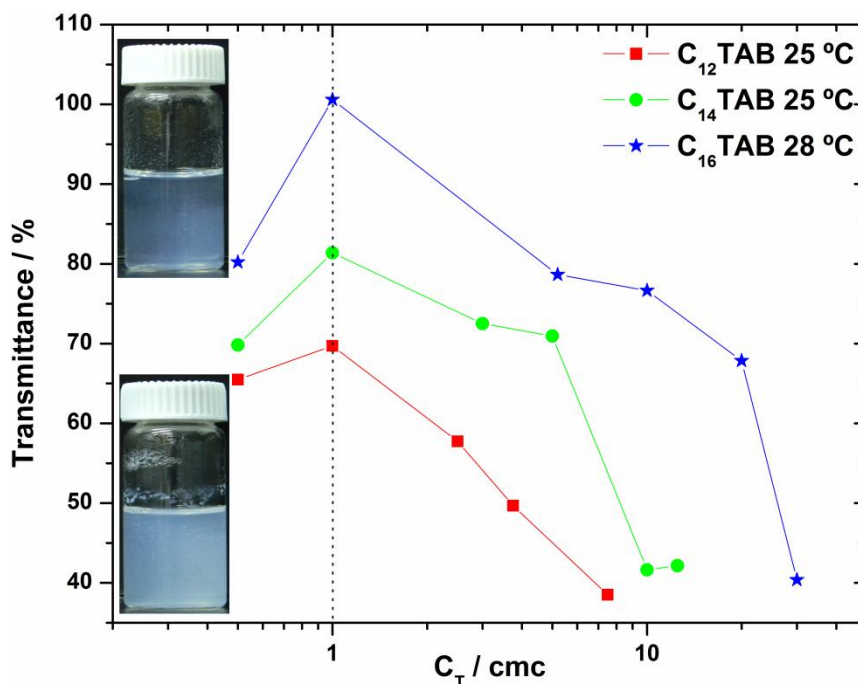 110
100
90
80
70
60
50
40
Transmittance / %
C₁₂TAB 25 ºC
C₁₄TAB 25 ºC
C₁₆TAB 28 ºC
1
10
C_T / cmc